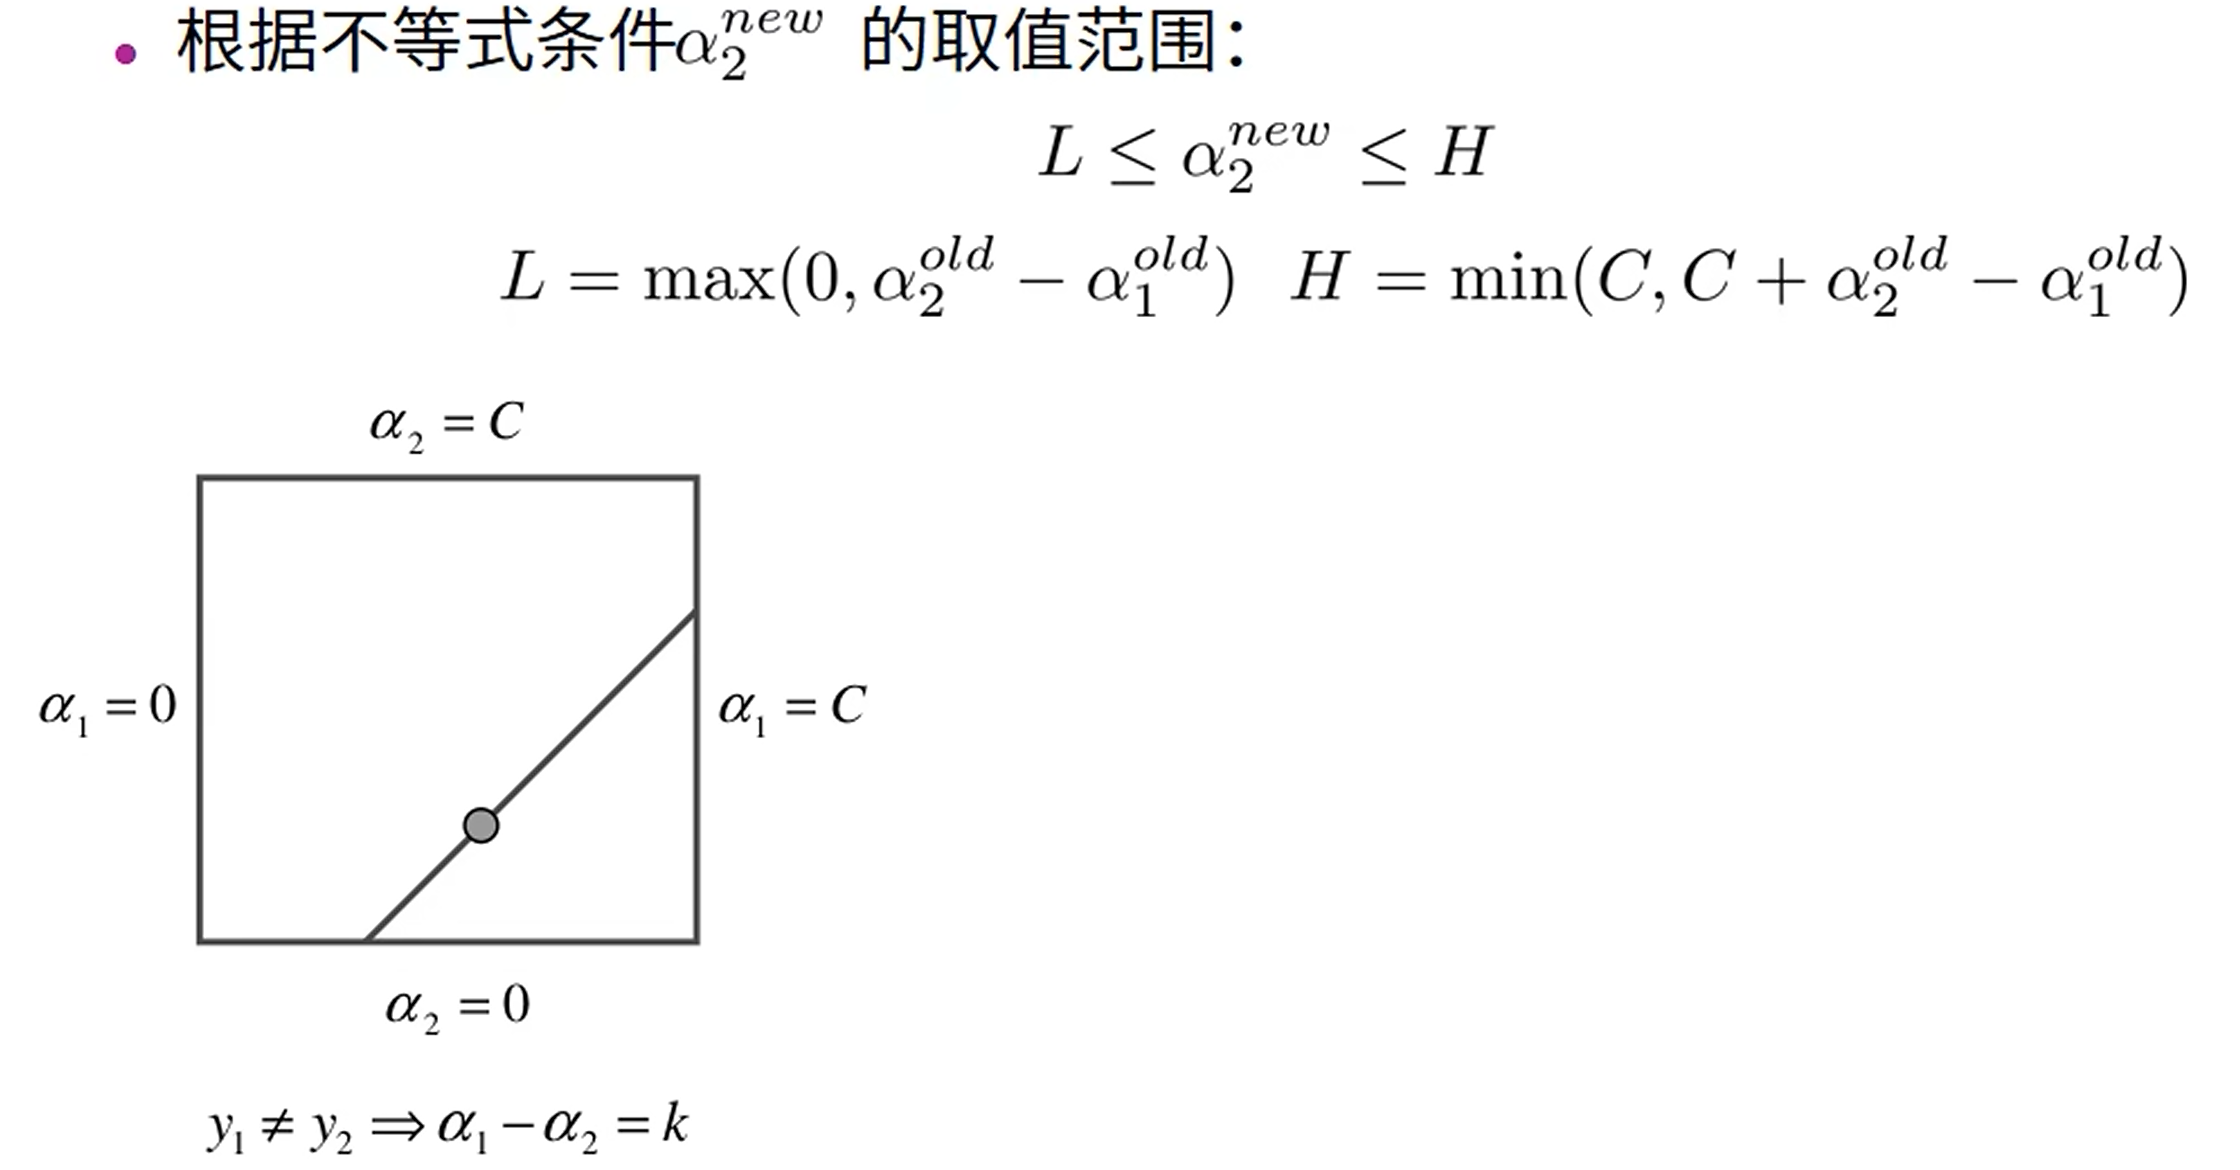 • 根据不等式条件$\alpha_2^{new}$ 的取值范围：
$L \leq \alpha_2^{new} \leq H$
$L = \max(0, \alpha_2^{old} - \alpha_1^{old})$ $H = \min(C, C + \alpha_2^{old} - \alpha_1^{old})$
$\alpha_2 = C$
$\alpha_1 = 0$
$\alpha_1 = C$
$\alpha_2 = 0$
$y_1 \neq y_2 \Rightarrow \alpha_1 - \alpha_2 = k$